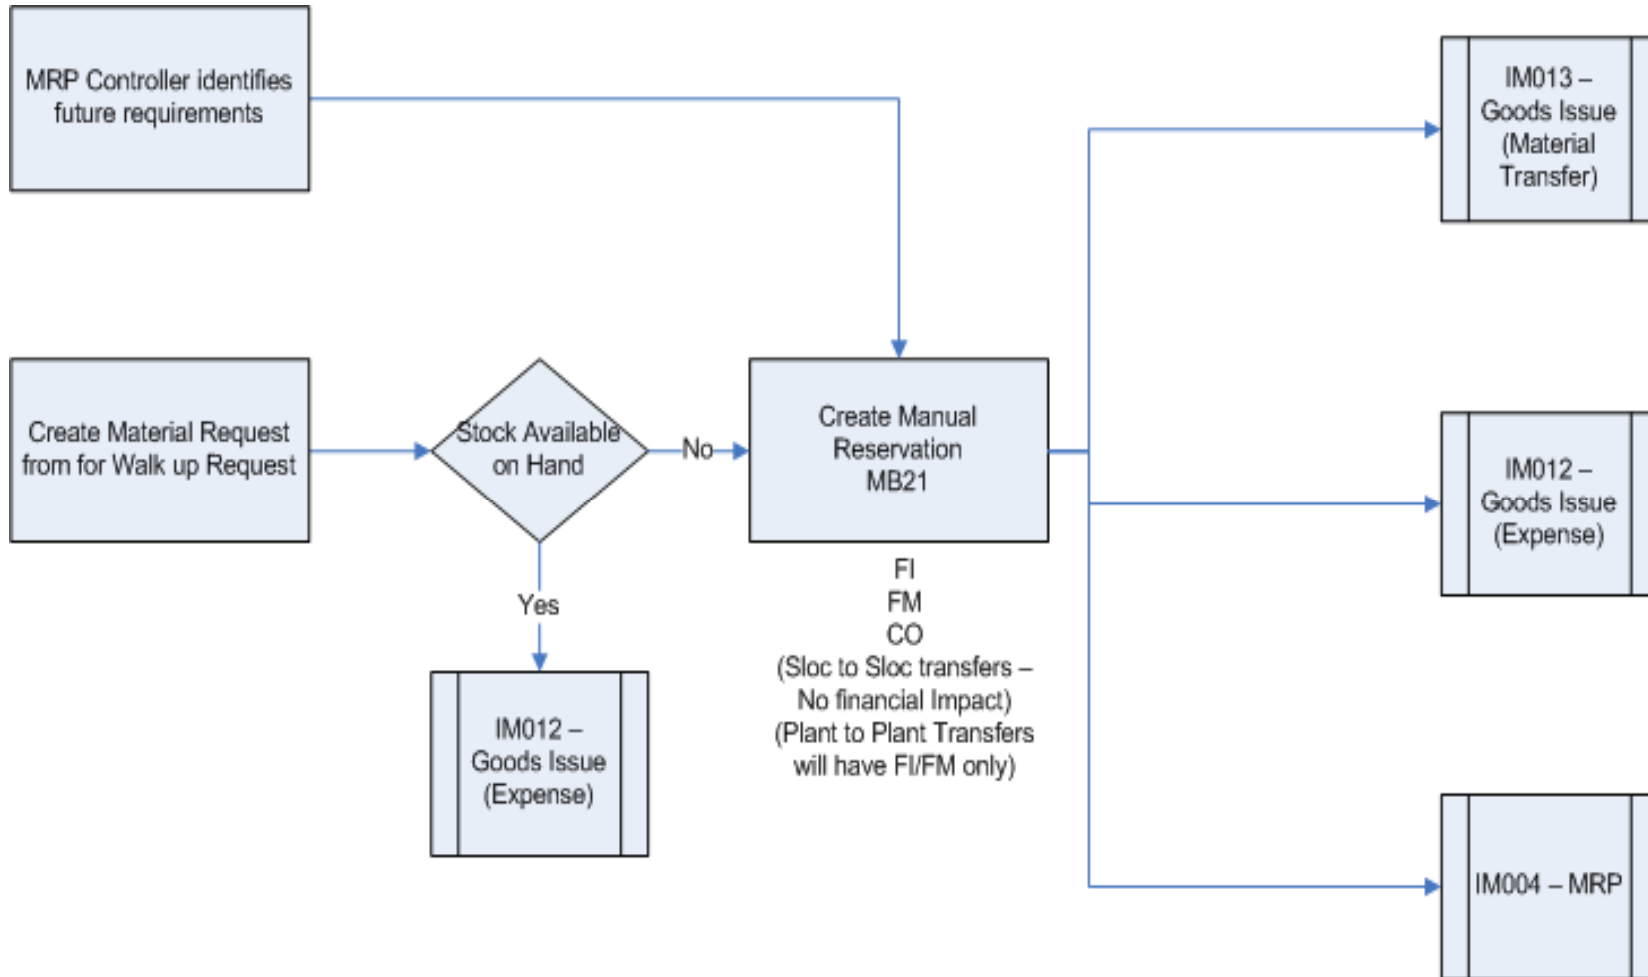 MRP Controller identifies
future requirements
IM013 –
Goods Issue
(Material
Transfer)
Create Material Request
from for Walk up Request
Stock Available
on Hand
No
Create Manual
Reservation
MB21
IM012 –
Goods Issue
(Expense)
Yes
FI
FM
CO
(Sloc to Sloc transfers –
No financial Impact)
(Plant to Plant Transfers
will have FI/FM only)
IM012 –
Goods Issue
(Expense)
IM004 – MRP